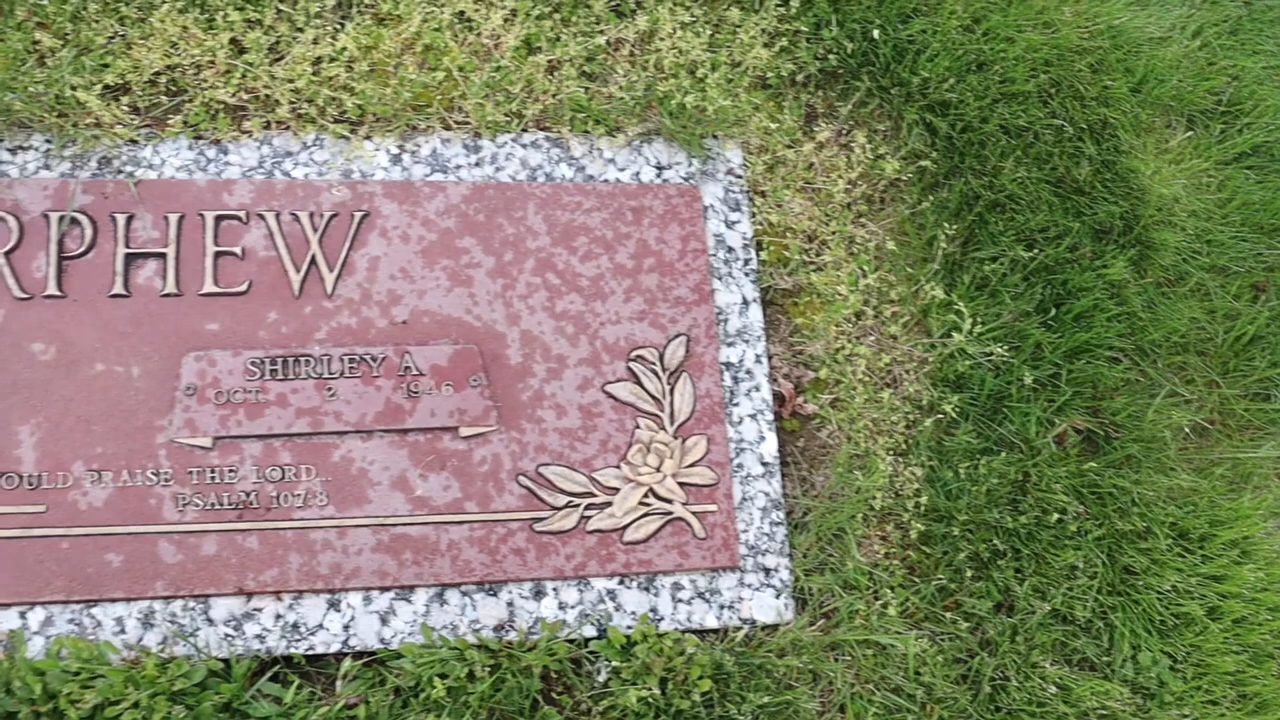 RPHEW
SHIRLEY A
OCT. 2, 1946
OULD PRAISE THE LORD...
PSALM 107:8